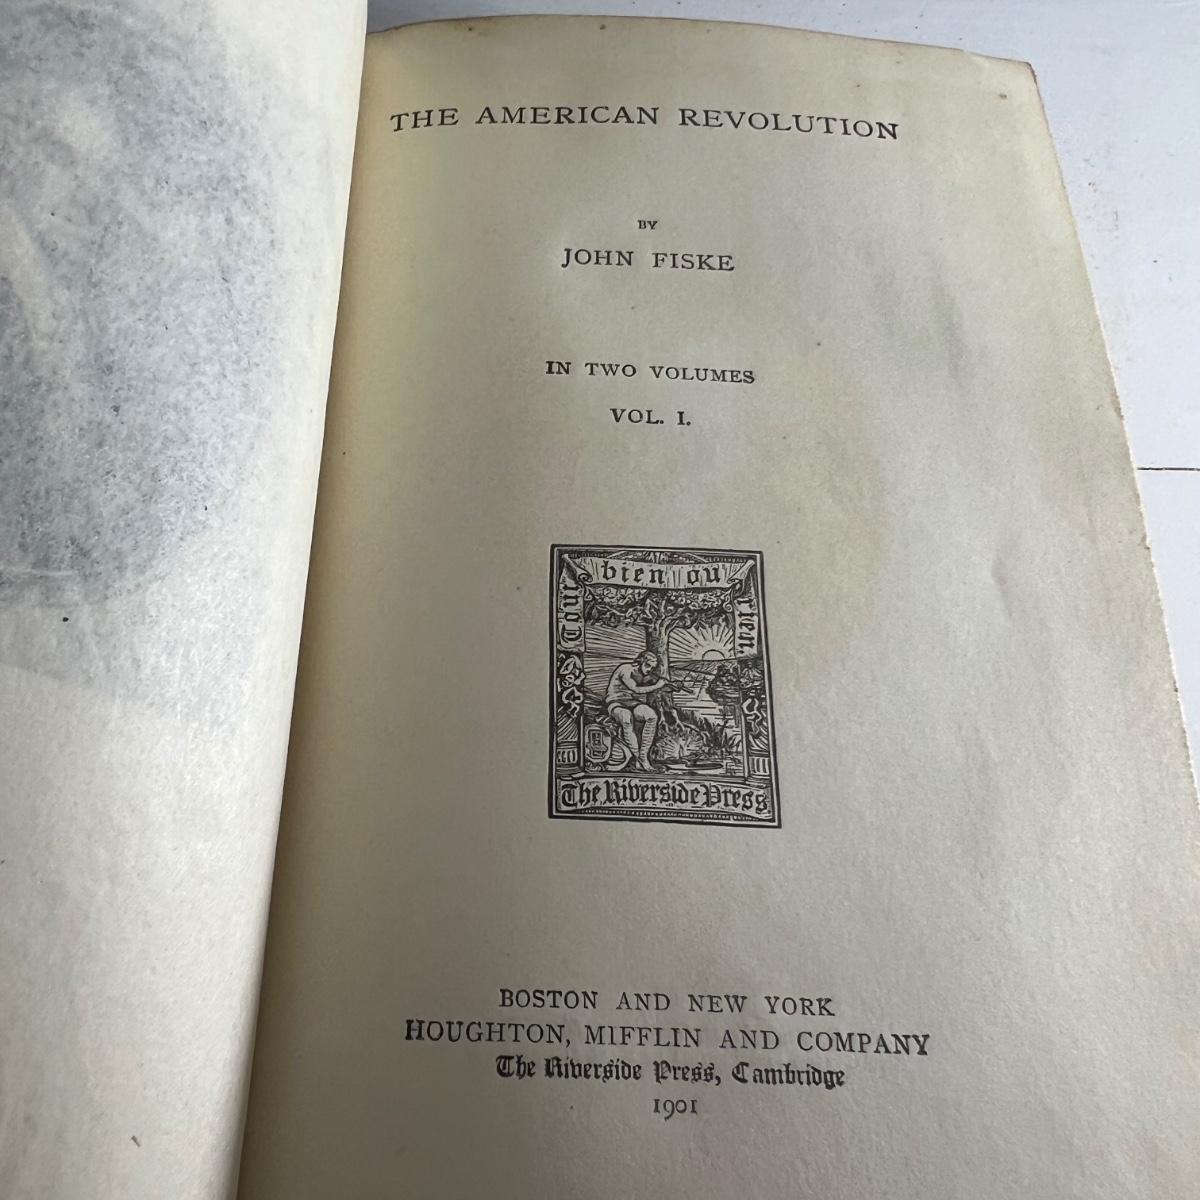 THE AMERICAN REVOLUTION
BY
JOHN FISKE
IN TWO VOLUMES
VOL. I.
Tout bien ou rien.
The Riverside Press
BOSTON AND NEW YORK
HOUGHTON, MIFFLIN AND COMPANY
The Riverside Press, Cambridge
1901